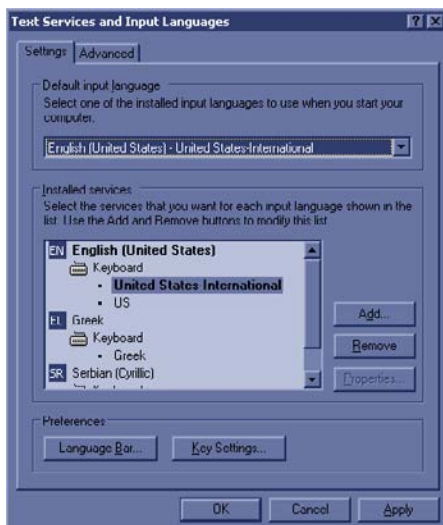 Text Services and Input Languages
Settings
Advanced
Default input language
Select one of the installed input languages to use when you start your
computer.
English (United States) - United States-International
Installed services
Select the services that you want for each input language shown in the
list. Use the Add and Remove buttons to modify this list.
EN English (United States)
Keyboard
• United States-International
• US
EL Greek
Keyboard
• Greek
SR Serbian (Cyrillic)
Keyboard
Add...
Remove
Properties...
Preferences
Language Bar...
Key Settings...
OK
Cancel
Apply